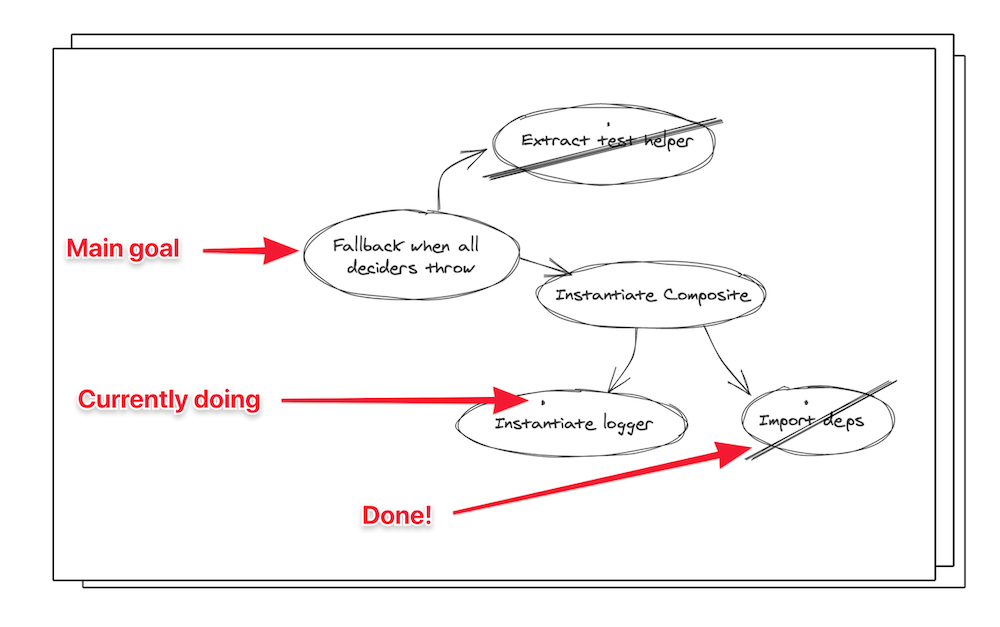 Extract test helper
Main goal
Fallback when all
deciders throw
Instantiate Composite
Currently doing
Instantiate logger
Import deps
Done!